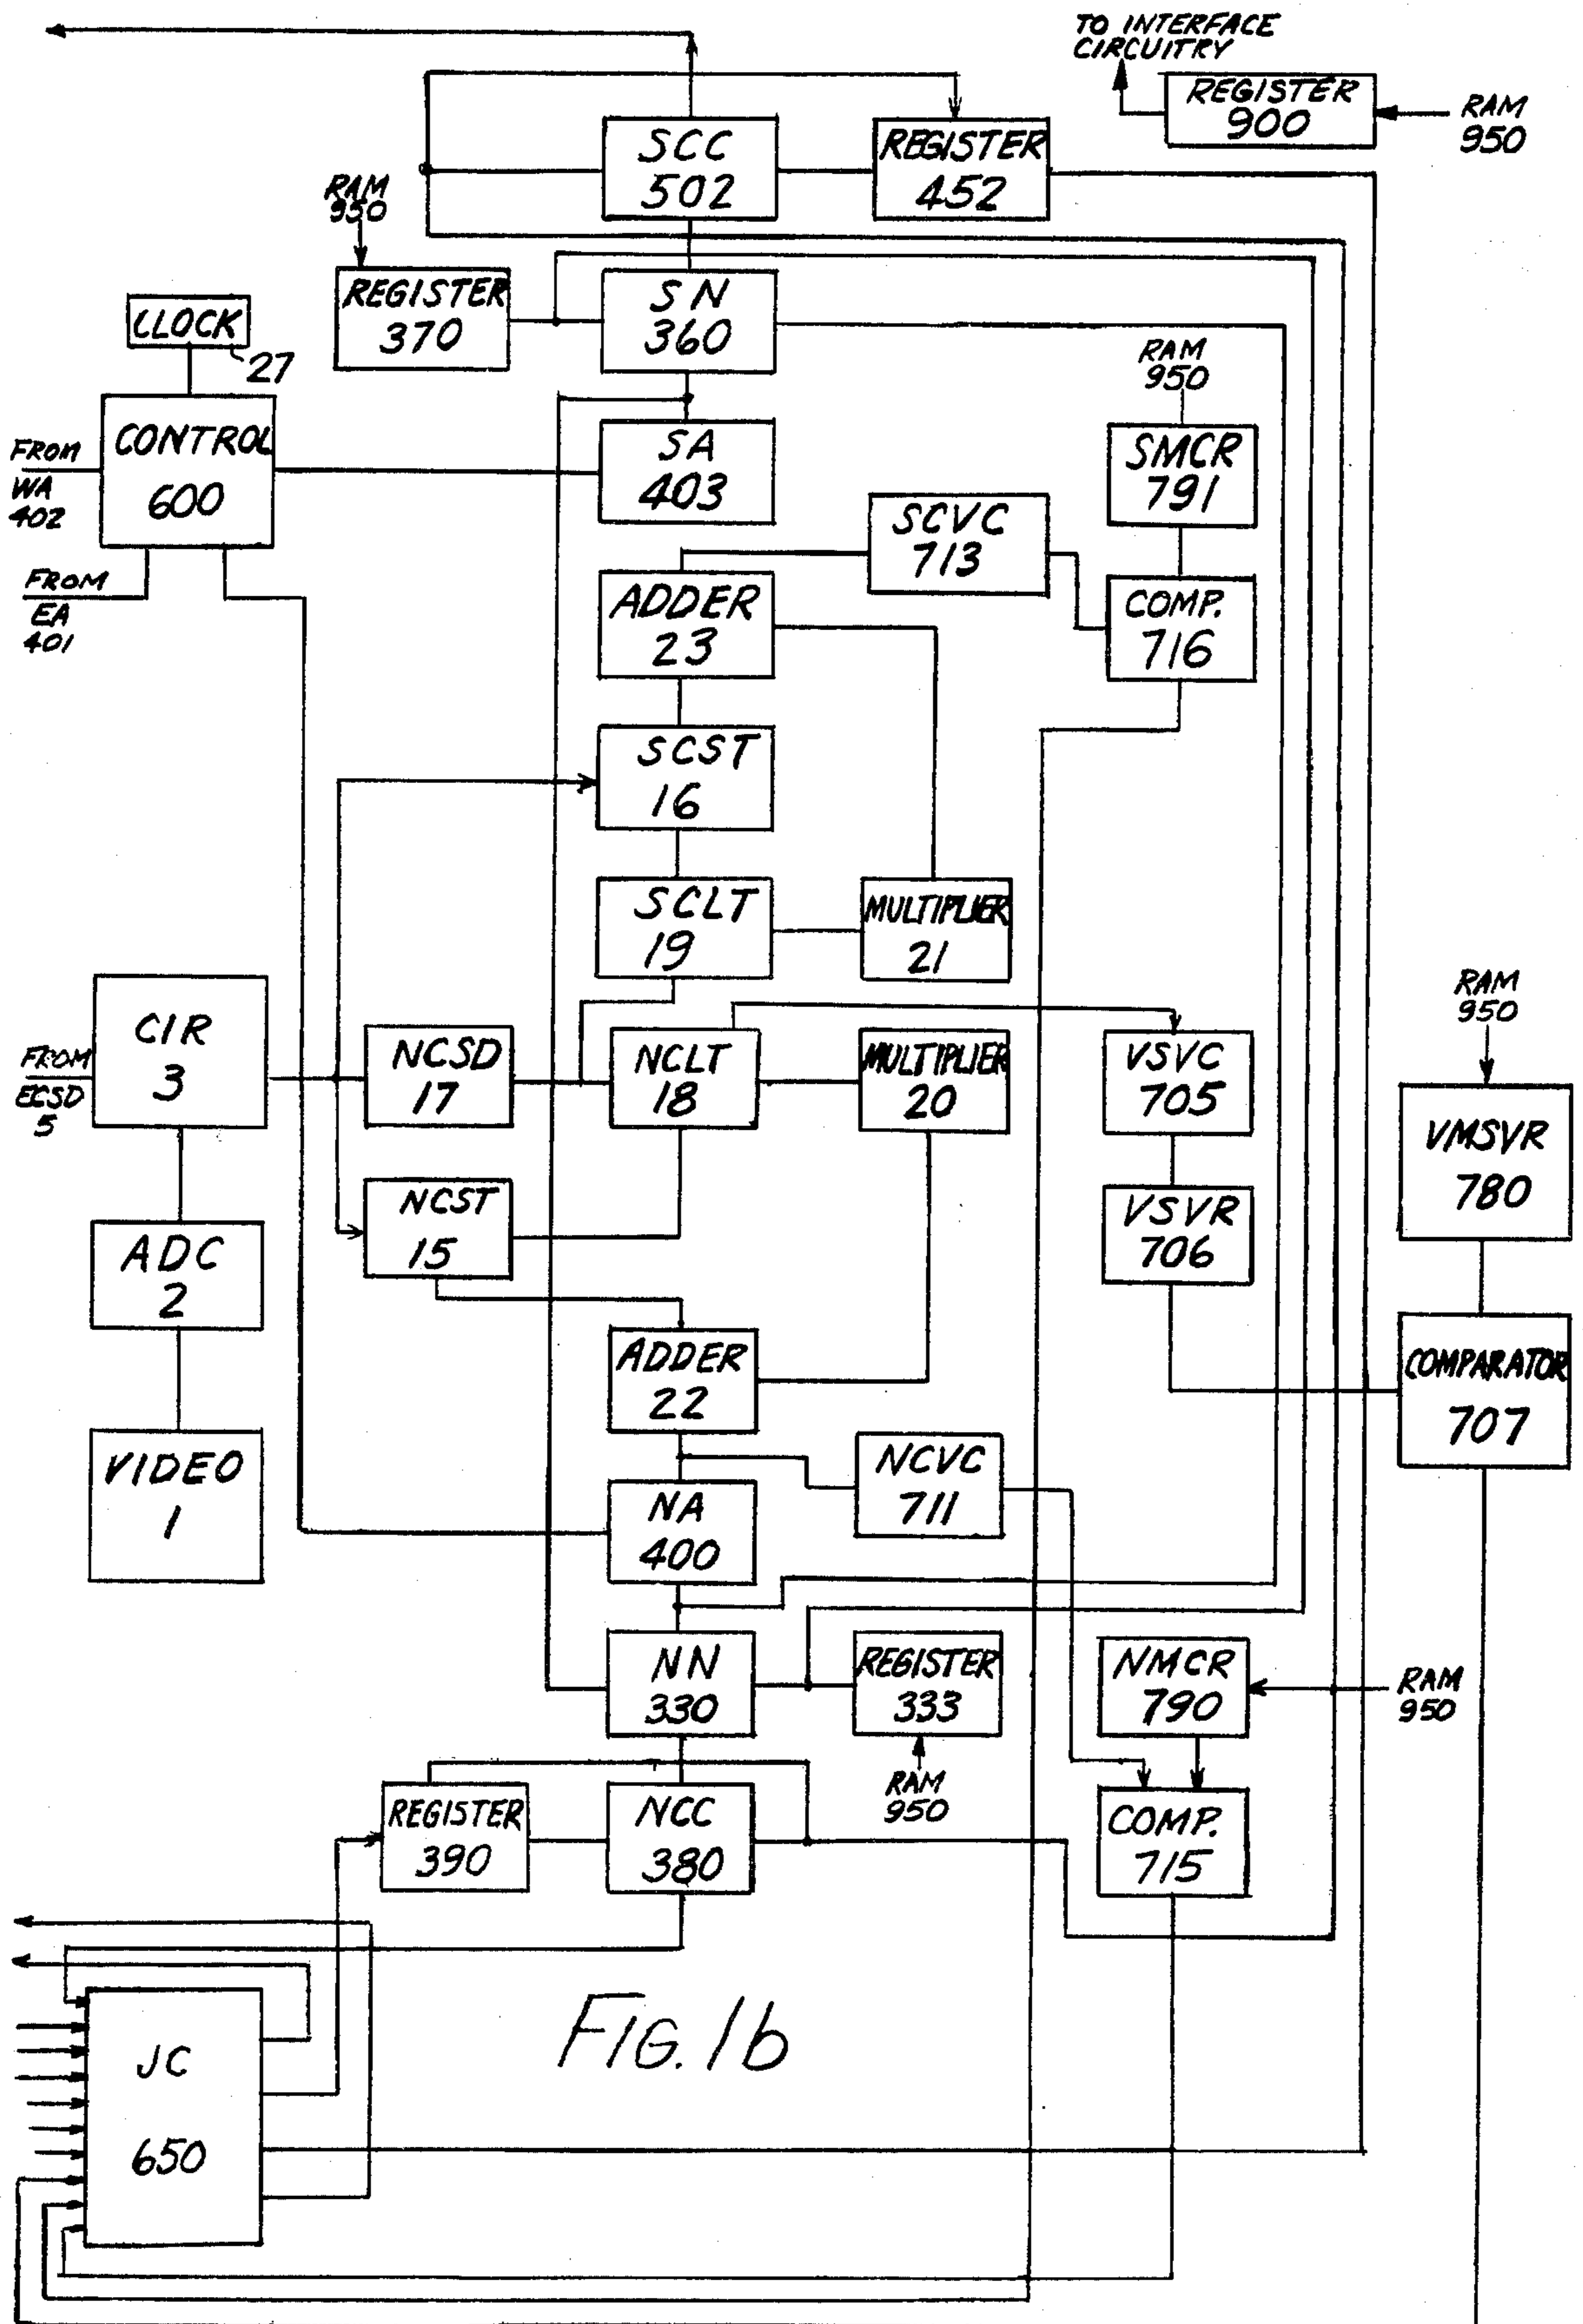 TO INTERFACE
CIRCUITRY
REGISTER
900
RAM
950
SCC
502
REGISTER
452
RAM
950
REGISTER
370
SN
360
CLOCK
27
CONTROL
600
FROM
WA
402
FROM
EA
401
SA
403
RAM
950
SMCR
791
SCVC
713
COMP.
716
ADDER
23
SCST
16
SCLT
19
MULTIPLIER
21
CIR
3
FROM
ECSD
5
NCSD
17
NCLT
18
MULTIPLIER
20
VSVC
705
RAM
950
VMSVR
780
NCST
15
VSVR
706
ADC
2
ADDER
22
COMPARATOR
707
VIDEO
1
NCVC
711
NA
400
NN
330
REGISTER
333
RAM
950
NMCR
790
RAM
950
REGISTER
390
NCC
380
COMP.
715
JC
650
FIG. 1b